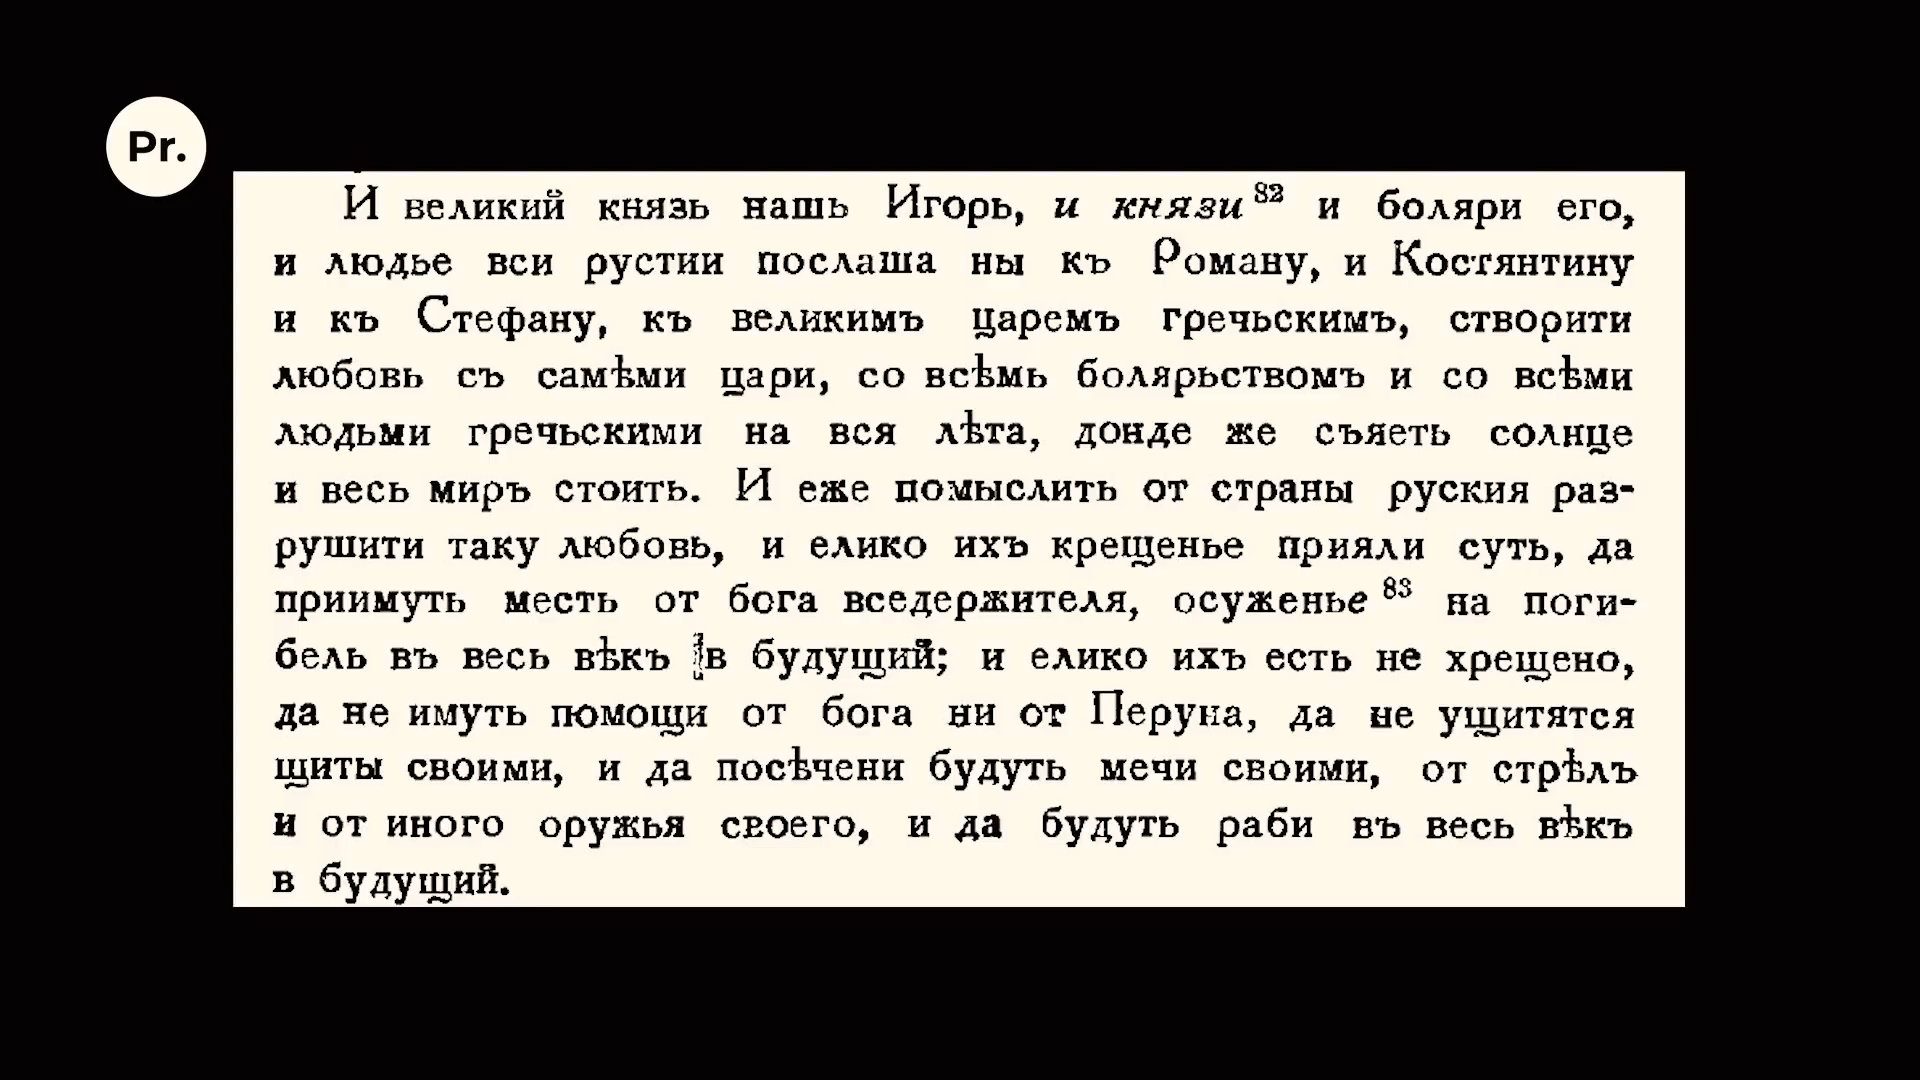 Pr.
И великий князь нашь Игорь, и князи 82 и боляри его,
и людье вси рустии послаша ны къ Роману, и Костянтину
и къ Стефану, къ великимъ царемъ гречьскимъ, створити
любовь съ самѣми цари, со всѣмь болярьствомъ и со всѣми
людьми гречьскими на вся лѣта, донде же съяеть солнце
и весь миръ стоить. И еже помыслить от страны руския раз-
рушити таку любовь, и елико ихъ крещенье прияли суть, да
приимуть месть от бога вседержителя, осуженье 83 на поги-
бель въ весь вѣкъ в будущий; и елико ихъ есть не хрещено,
да не имуть помощи от бога ни от Перуна, да не ущитятся
щиты своими, и да посѣчени будуть мечи своими, от стрѣлъ
и от иного оружья своего, и да будуть раби въ весь вѣкъ
в будущий.